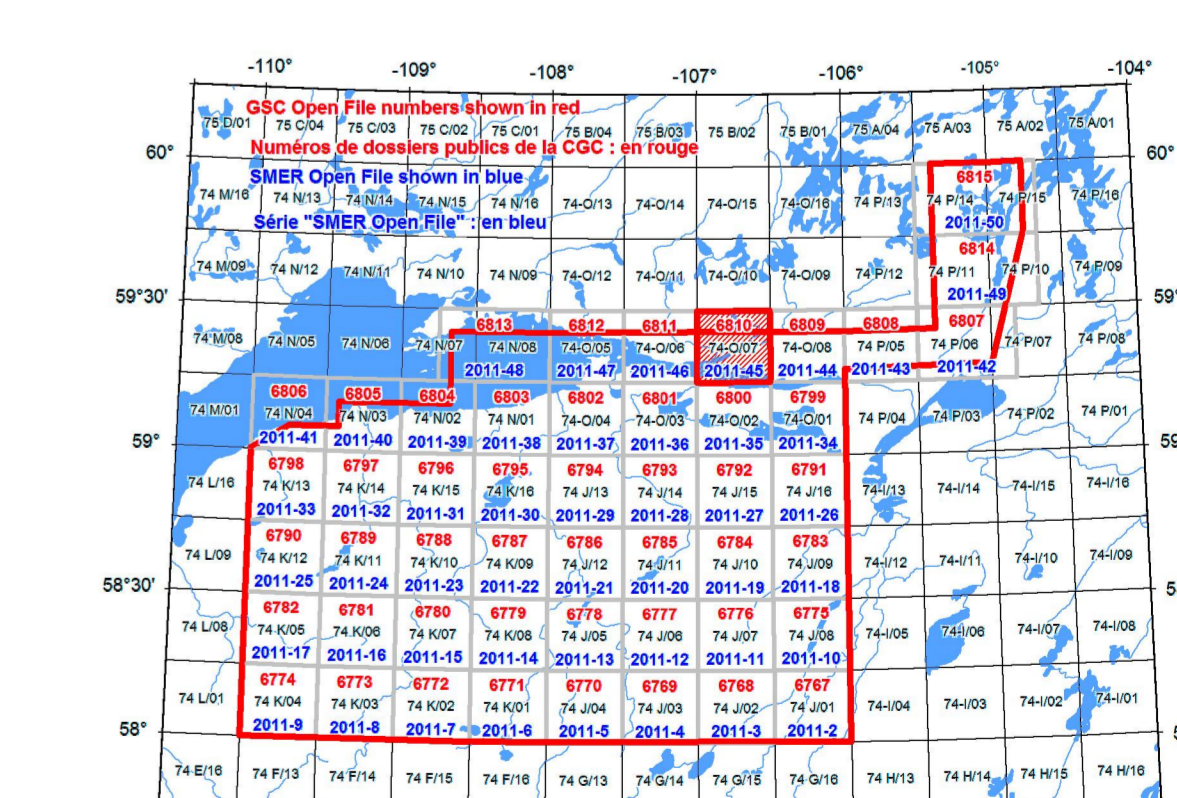 -110° -109° -108° -107° -106° -105° -104°
GSC Open File numbers shown in red
75 D/01 75 C/04 75 C/03 75 C/02 75 C/01 75 B/04 75 B/03 75 B/02 75 B/01 75 A/04 75 A/03 75 A/02 75 A/01
Numéros de dossiers publics de la CGC : en rouge
60° 60°
SMER Open File shown in blue
6815
74 M/16 74 N/13 74 N/14 74 N/15 74 N/16 74-O/13 74-O/14 74-O/15 74-O/16 74 P/13 74 P/14 74 P/15 74 P/16
Série "SMER Open File" : en bleu
2011-50
6814
74 M/09 74 N/12 74 N/11 74 N/10 74 N/09 74-O/12 74-O/11 74-O/10 74-O/09 74 P/12 74 P/11 74 P/10 74 P/09
2011-49
59°30' 59°
6813 6812 6811 6810 6809 6808 6807
74 M/08 74 N/05 74 N/06 74 N/07 74 N/08 74-O/05 74-O/06 74-O/07 74-O/08 74 P/05 74 P/06 74 P/07 74 P/08
2011-48 2011-47 2011-46 2011-45 2011-44 2011-43 2011-42
6806 6805 6804 6803 6802 6801 6800 6799
74 M/01 74 N/04 74 N/03 74 N/02 74 N/01 74-O/04 74-O/03 74-O/02 74-O/01 74 P/04 74 P/03 74 P/02 74 P/01
2011-41 2011-40 2011-39 2011-38 2011-37 2011-36 2011-35 2011-34
59° 59
6798 6797 6796 6795 6794 6793 6792 6791
74 L/16 74 K/13 74 K/14 74 K/15 74 K/16 74 J/13 74 J/14 74 J/15 74 J/16 74-I/13 74-I/14 74-I/15 74-I/16
2011-33 2011-32 2011-31 2011-30 2011-29 2011-28 2011-27 2011-26
6790 6789 6788 6787 6786 6785 6784 6783
74 L/09 74 K/12 74 K/11 74 K/10 74 K/09 74 J/12 74 J/11 74 J/10 74 J/09 74-I/12 74-I/11 74-I/10 74-I/09
2011-25 2011-24 2011-23 2011-22 2011-21 2011-20 2011-19 2011-18
58°30'
6782 6781 6780 6779 6778 6777 6776 6775
74 L/08 74 K/05 74 K/06 74 K/07 74 K/08 74 J/05 74 J/06 74 J/07 74 J/08 74-I/05 74-I/06 74-I/07 74-I/08
2011-17 2011-16 2011-15 2011-14 2011-13 2011-12 2011-11 2011-10
6774 6773 6772 6771 6770 6769 6768 6767
74 L/01 74 K/04 74 K/03 74 K/02 74 K/01 74 J/04 74 J/03 74 J/02 74 J/01 74-I/04 74-I/03 74-I/02 74-I/01
2011-9 2011-8 2011-7 2011-6 2011-5 2011-4 2011-3 2011-2
58°
74 E/16 74 F/13 74 F/14 74 F/15 74 F/16 74 G/13 74 G/14 74 G/15 74 G/16 74 H/13 74 H/14 74 H/15 74 H/16